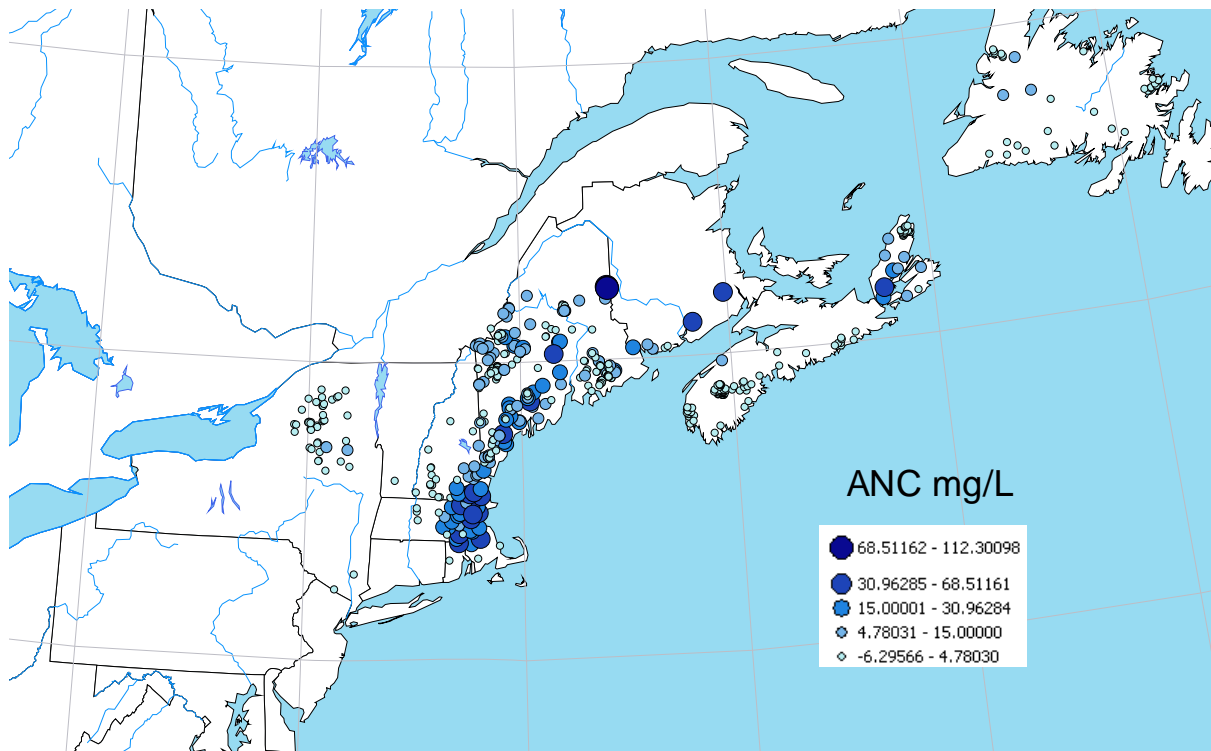 ANC mg/L
68.51162 - 112.30098
30.96285 - 68.51161
15.00001 - 30.96284
4.78031 - 15.00000
-6.29566 - 4.78030